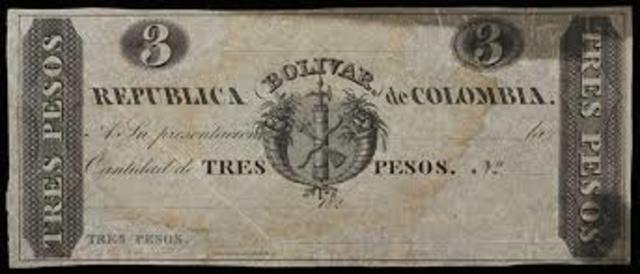 3 3
BOLIVAR.
REPUBLICA de COLOMBIA.
A Su presentacion la
Cantidad de TRES PESOS. No
TRES PESOS.
TRES PESOS
TRES PESOS